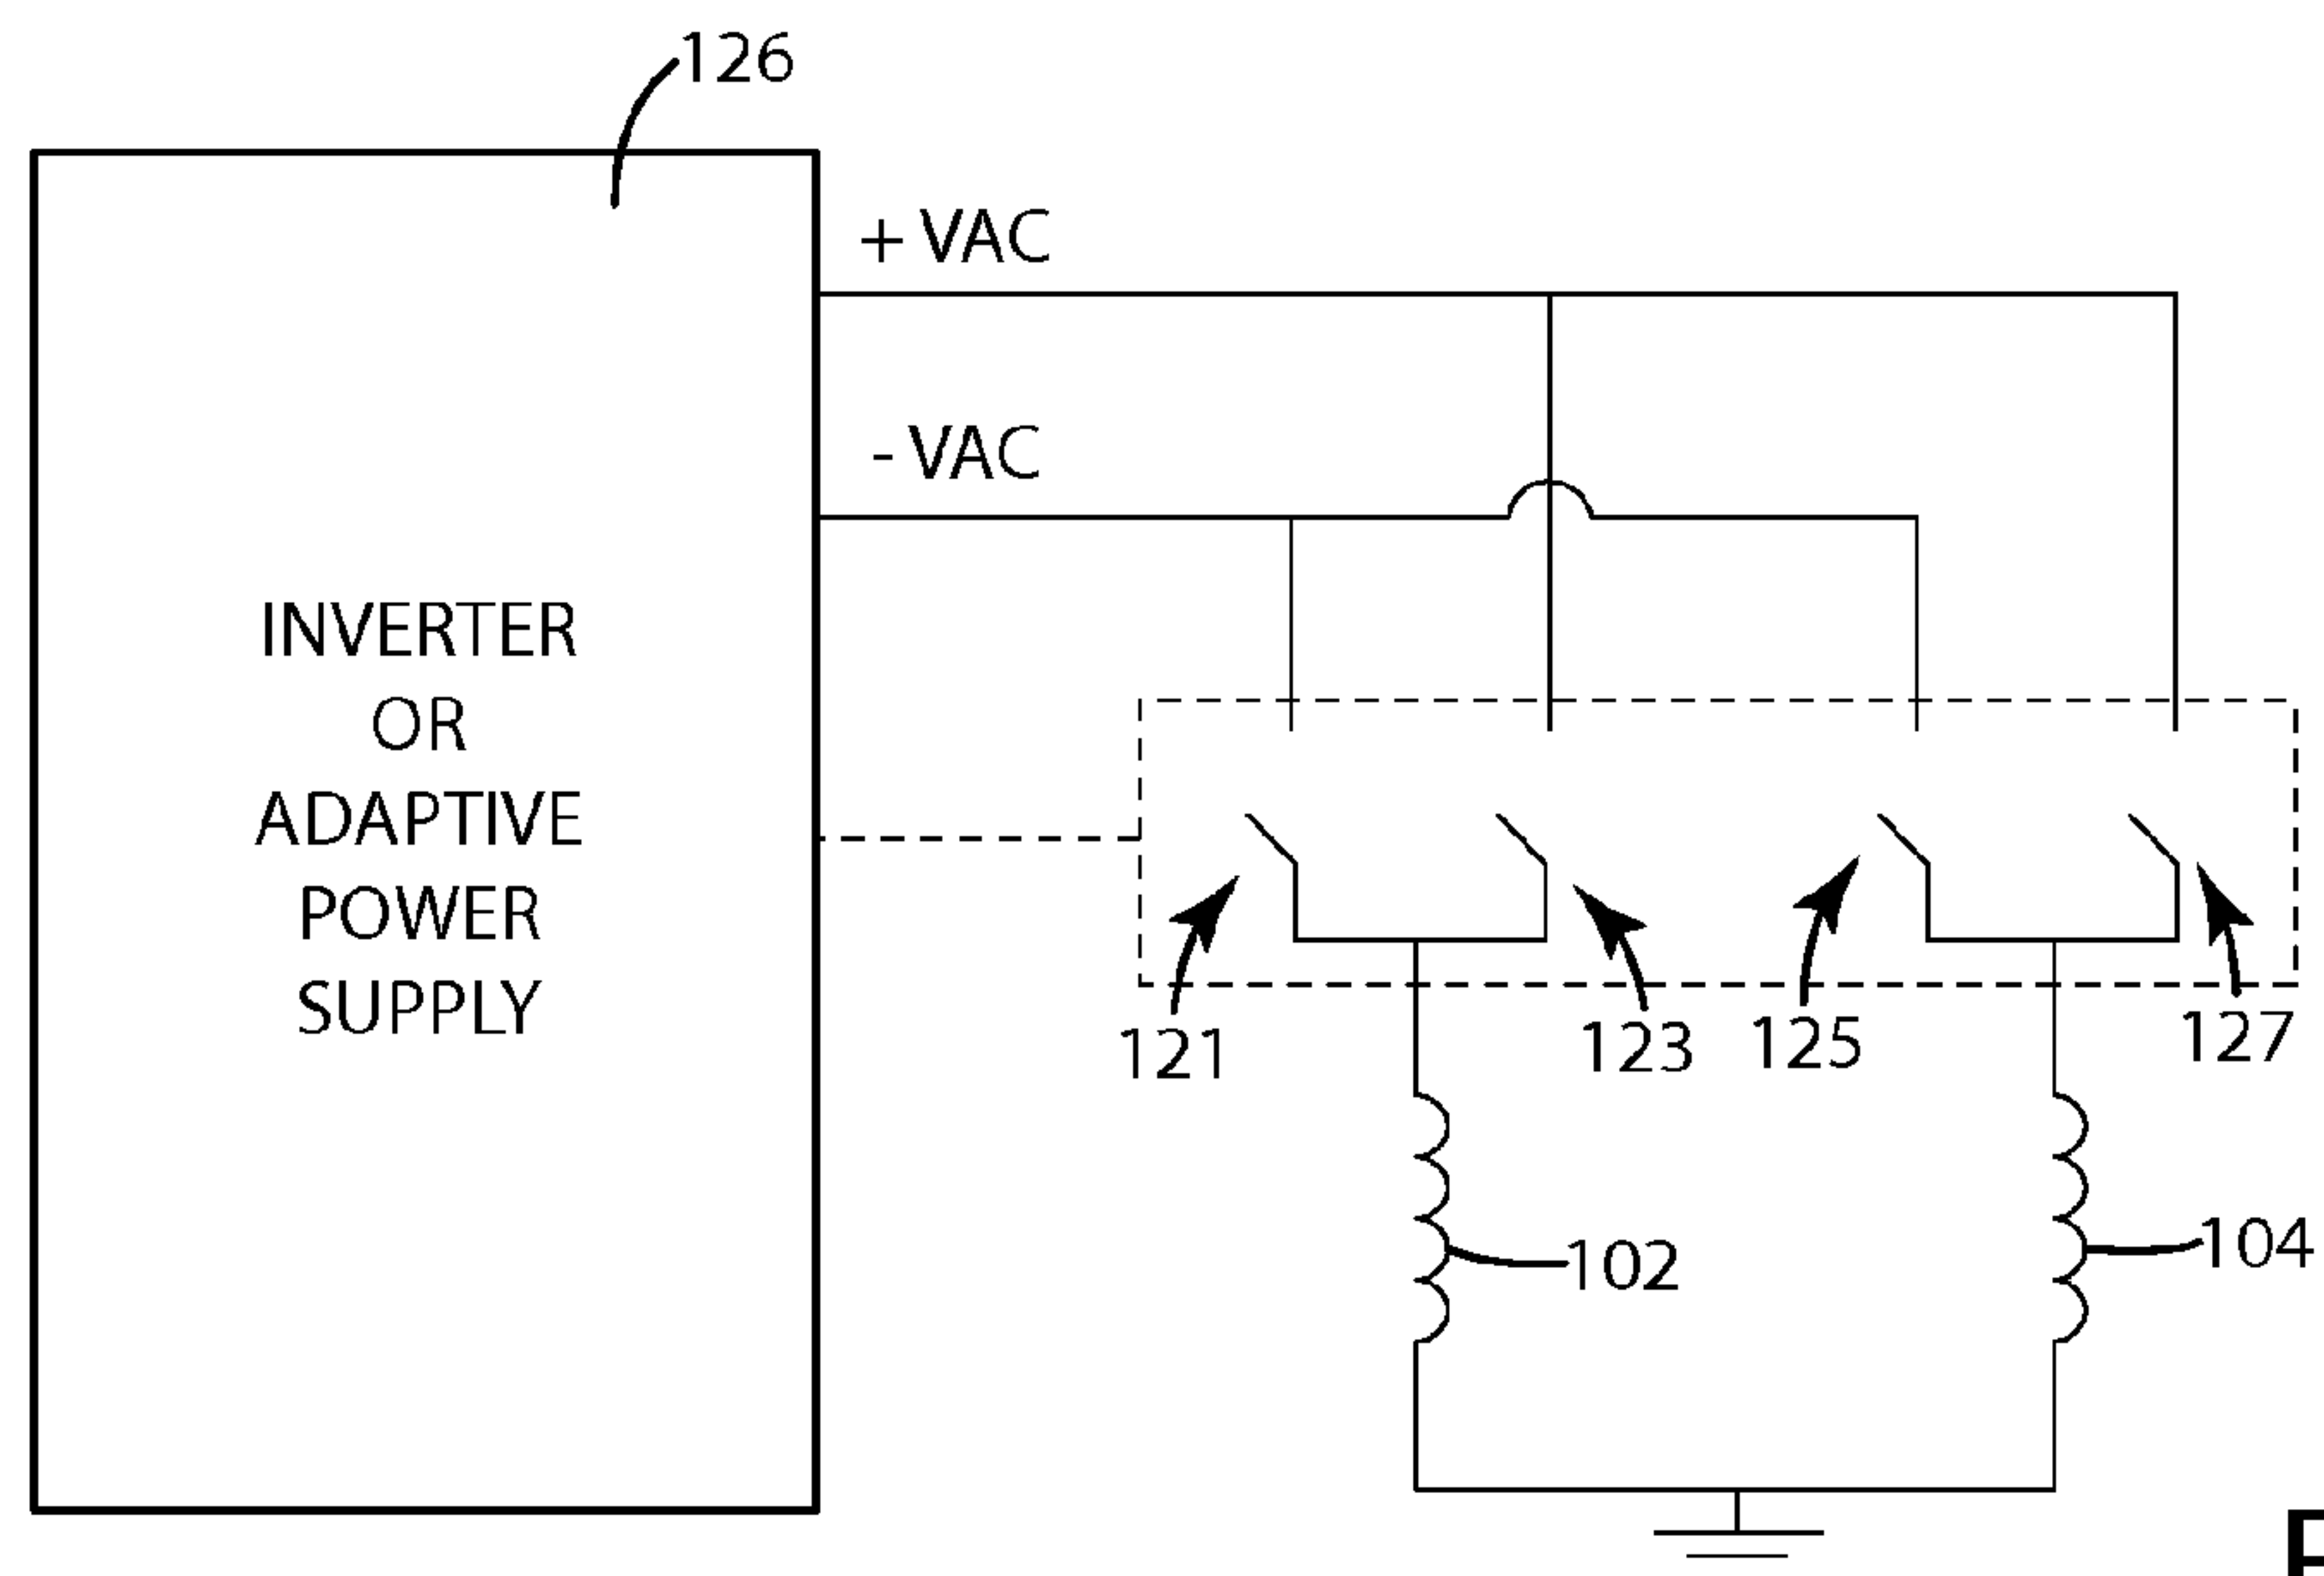 126
+ VAC
- VAC
INVERTER
OR
ADAPTIVE
POWER
SUPPLY
121
123
125
127
102
104